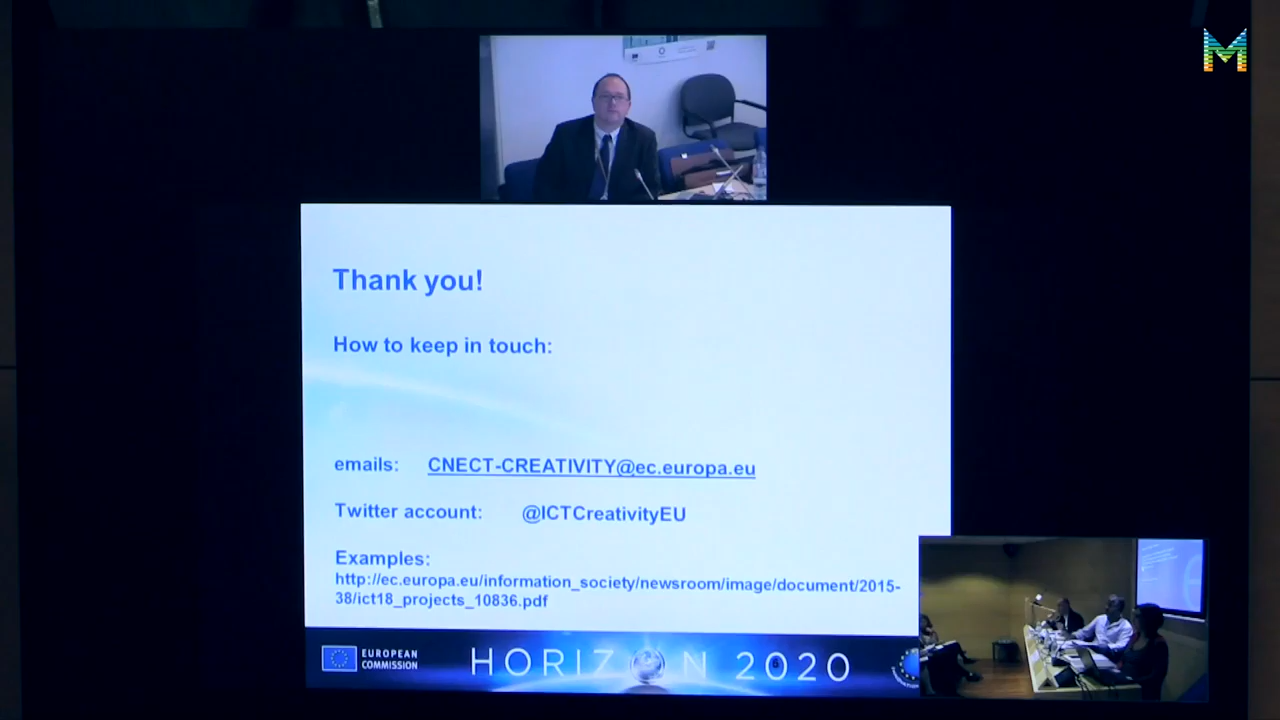 M
Thank you!
How to keep in touch:
emails: CNECT-CREATIVITY@ec.europa.eu
Twitter account: @ICTCreativityEU
Examples:
http://ec.europa.eu/information_society/newsroom/image/document/2015-
38/ict18_projects_10836.pdf
EUROPEAN
COMMISSION
HORIZON 2020
6